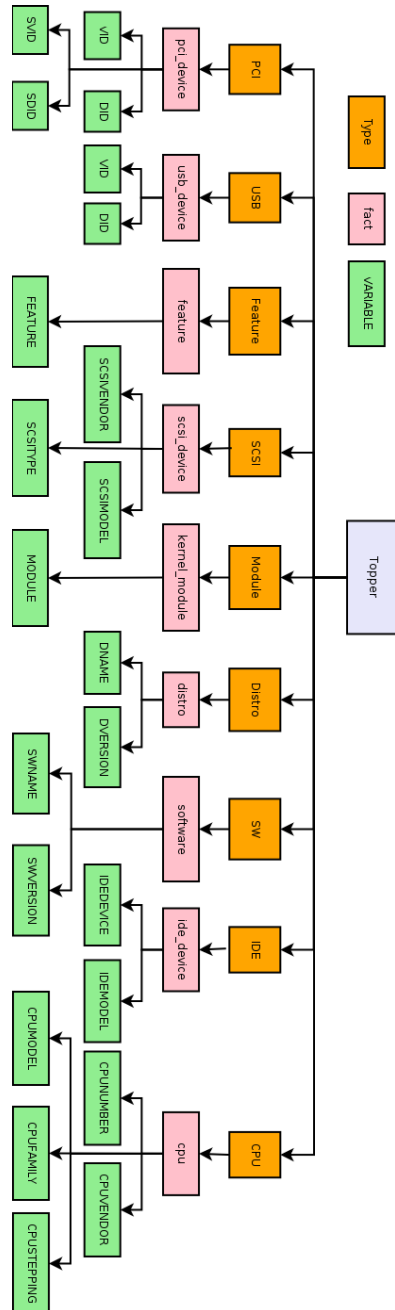 Type
fact
VARIABLE
Topper
PCI
USB
Feature
SCSI
Module
Distro
SW
IDE
CPU
pci_device
usb_device
feature
scsi_device
kernel_module
distro
software
ide_device
cpu
VID
DID
VID
DID
SCSIVENDOR
SCSIMODEL
DNAME
DVERSION
IDEDEVICE
IDEMODEL
CPUNUMBER
CPUVENDOR
SVID
SDID
FEATURE
SCSITYPE
MODULE
SWNAME
SWVERSION
CPUMODEL
CPUFAMILY
CPUSTEPPING